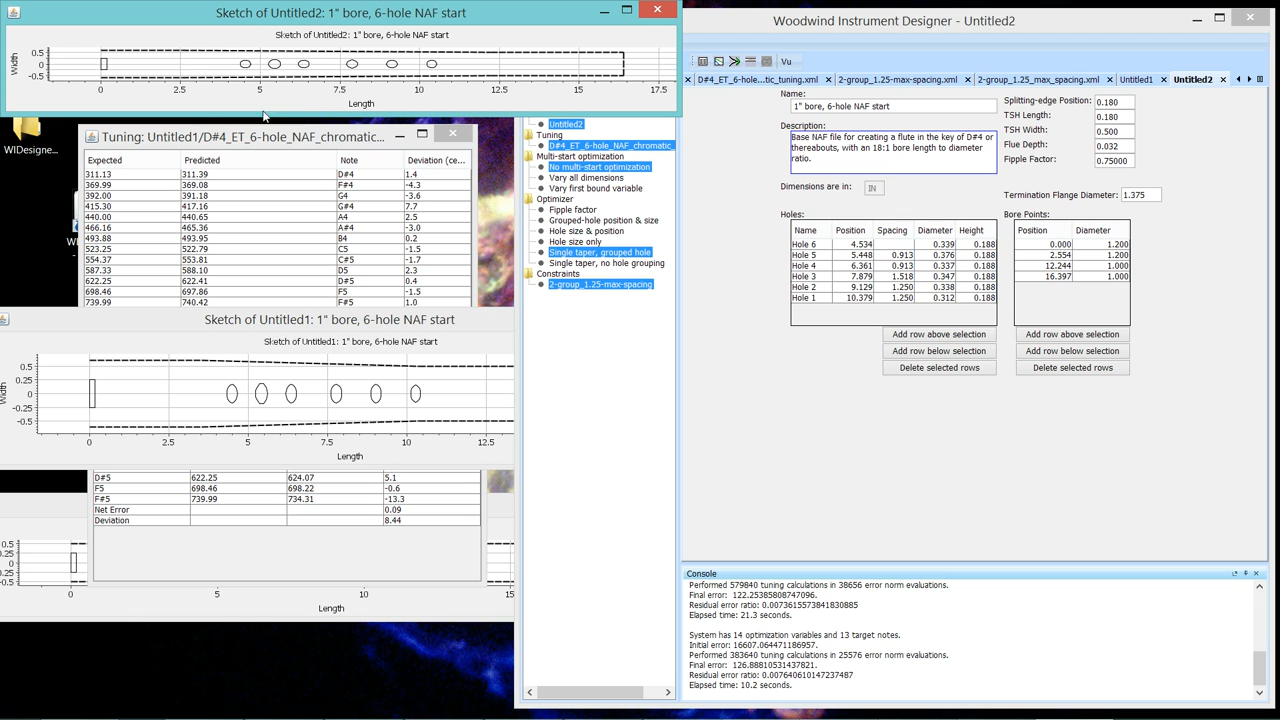 Sketch of Untitled2: 1" bore, 6-hole NAF start
Sketch of Untitled2: 1" bore, 6-hole NAF start
Width
0.5
0
-0.5
0 2.5 5 7.5 10 12.5 15 17.5
Length
WIDesigne...
Tuning: Untitled1/D#4_ET_6-hole_NAF_chromatic...
Expected Predicted Note Deviation (ce...
311.13 311.39 D#4 1.4
369.99 369.08 F#4 -4.3
392.00 391.18 G4 -3.6
415.30 417.16 G#4 7.7
440.00 440.65 A4 2.5
466.16 465.36 A#4 -3.0
493.88 493.95 B4 0.2
523.25 522.79 C5 -1.5
554.37 553.81 C#5 -1.7
587.33 588.10 D5 2.3
622.25 622.41 D#5 0.4
698.46 697.86 F5 -1.5
739.99 740.42 F#5 1.0
Sketch of Untitled1: 1" bore, 6-hole NAF start
Sketch of Untitled1: 1" bore, 6-hole NAF start
Width
0.5
0.25
0
-0.25
-0.5
0 2.5 5 7.5 10 12.5
Length
D#5 622.25 624.07 5.1
F5 698.46 698.22 -0.6
F#5 739.99 734.31 -13.3
Net Error 0.09
Deviation 8.44
0.5
0.25
0
0.25
-0.5
0 5 10 15
Length
Woodwind Instrument Designer - Untitled2
Vu
D#4_ET_6-hole...tic_tuning.xml
2-group_1.25-max-spacing.xml
2-group_1.25_max_spacing.xml
Untitled1
Untitled2
Untitled2
Tuning
D#4_ET_6-hole_NAF_chromatic_
Multi-start optimization
No multi-start optimization
Vary all dimensions
Vary first bound variable
Optimizer
Fipple factor
Grouped-hole position & size
Hole size & position
Hole size only
Single taper, grouped hole
Single taper, no hole grouping
Constraints
2-group_1.25-max-spacing
Name:
1" bore, 6-hole NAF start
Description:
Base NAF file for creating a flute in the key of D#4 or
thereabouts, with an 18:1 bore length to diameter
ratio.
Dimensions are in: IN
Splitting-edge Position: 0.180
TSH Length: 0.180
TSH Width: 0.500
Flue Depth: 0.032
Fipple Factor: 0.75000
Termination Flange Diameter: 1.375
Holes:
Name Position Spacing Diameter Height
Hole 6 4.534 0.339 0.188
Hole 5 5.448 0.913 0.376 0.188
Hole 4 6.361 0.913 0.337 0.188
Hole 3 7.879 1.518 0.347 0.188
Hole 2 9.129 1.250 0.338 0.188
Hole 1 10.379 1.250 0.312 0.188
Add row above selection
Add row below selection
Delete selected rows
Bore Points:
Position Diameter
0.000 1.200
2.554 1.200
12.244 1.000
16.397 1.000
Add row above selection
Add row below selection
Delete selected rows
Console
Performed 579840 tuning calculations in 38656 error norm evaluations.
Final error: 122.25385808747096.
Residual error ratio: 0.0073615573841830885
Elapsed time: 21.3 seconds.
System has 14 optimization variables and 13 target notes.
Initial error: 16607.064471186957.
Performed 383640 tuning calculations in 25576 error norm evaluations.
Final error: 126.88810531437821.
Residual error ratio: 0.007640610147237487
Elapsed time: 10.2 seconds.